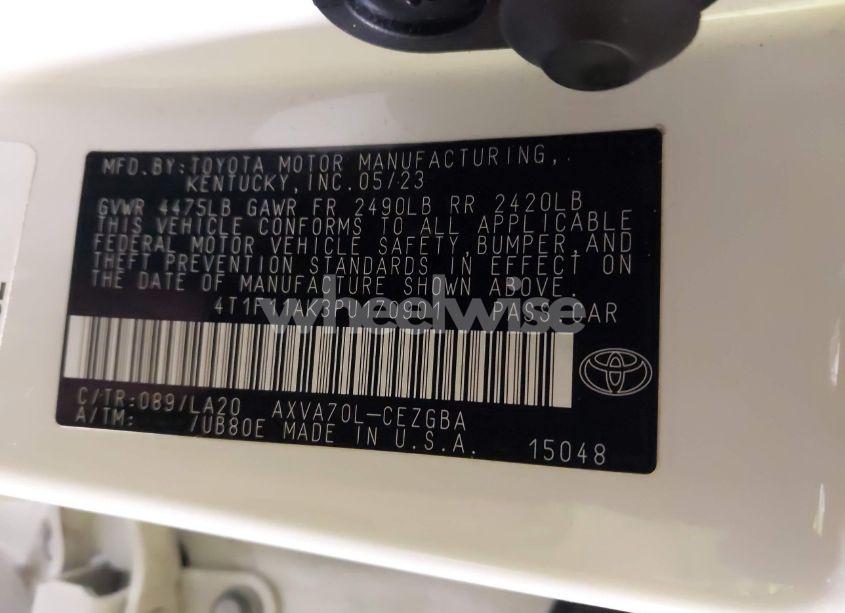 MFD.BY:TOYOTA MOTOR MANUFACTURING,
KENTUCKY,INC.05/23
GVWR 4475LB GAWR FR 2490LB RR 2420LB
THIS VEHICLE CONFORMS TO ALL APPLICABLE
FEDERAL MOTOR VEHICLE SAFETY,BUMPER,AND
THEFT PREVENTION STANDARDS IN EFFECT ON
THE DATE OF MANUFACTURE SHOWN ABOVE.
PASS.CAR
wheelwise
C/TR:089/LA20 AXVA70L-CEZGBA
A/TM: /UB80E MADE IN U.S.A. 15048